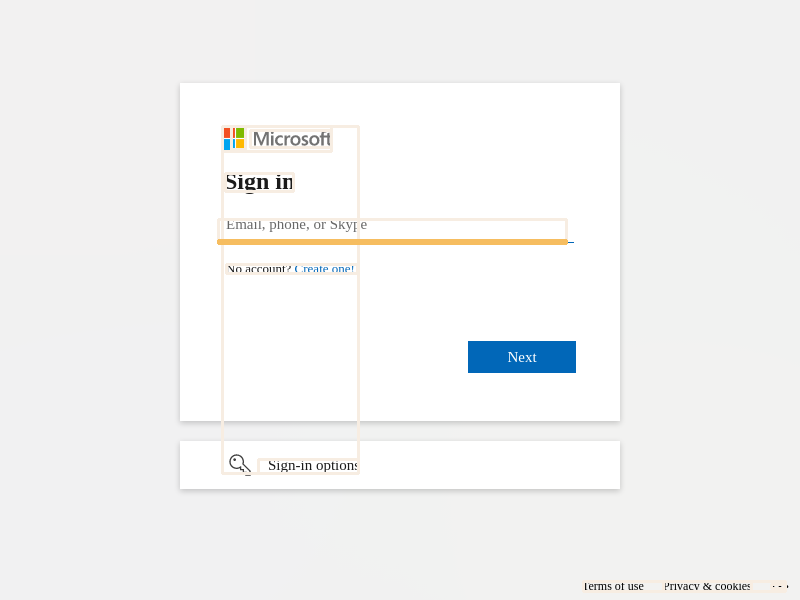 Microsoft
Sign in
Email, phone, or Skype
No account? Create one!
Next
Sign-in options
Terms of use Privacy & cookies